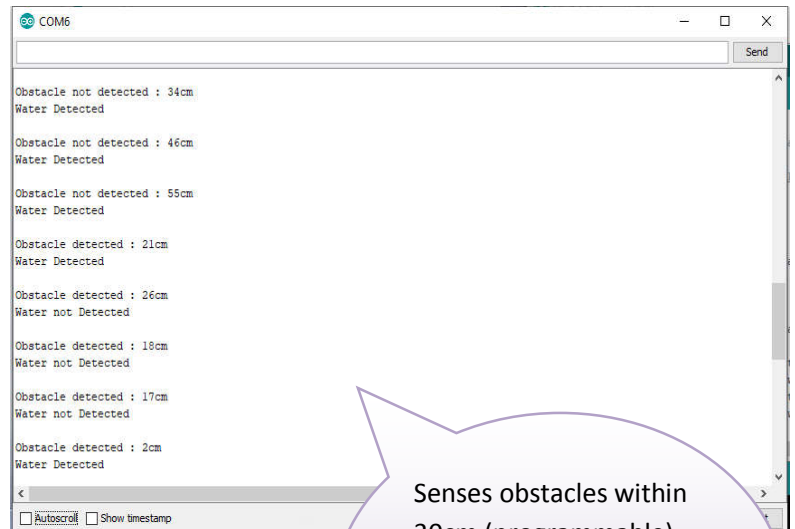 COM6
Send
Obstacle not detected : 34cm
Water Detected
Obstacle not detected : 46cm
Water Detected
Obstacle not detected : 55cm
Water Detected
Obstacle detected : 21cm
Water Detected
Obstacle detected : 26cm
Water not Detected
Obstacle detected : 18cm
Water not Detected
Obstacle detected : 17cm
Water not Detected
Obstacle detected : 2cm
Water Detected
Autoscroll Show timestamp
Senses obstacles within
(programmable)